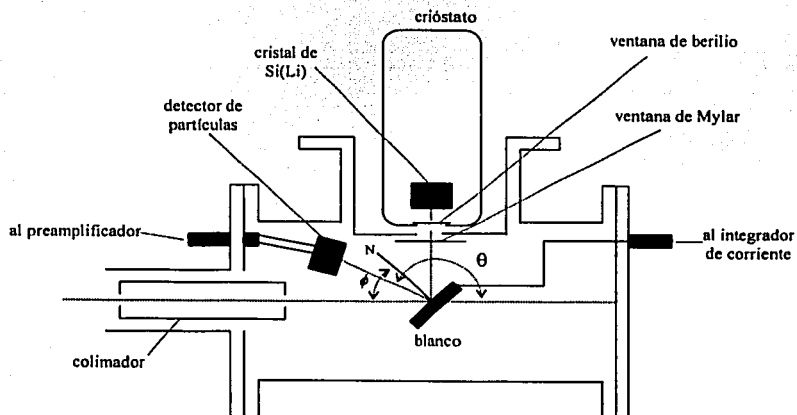 crióstato
cristal de
Si(Li)
ventana de berilio
detector de
partículas
ventana de Mylar
al preamplificador
N
θ
ϕ
al integrador
de corriente
blanco
colimador